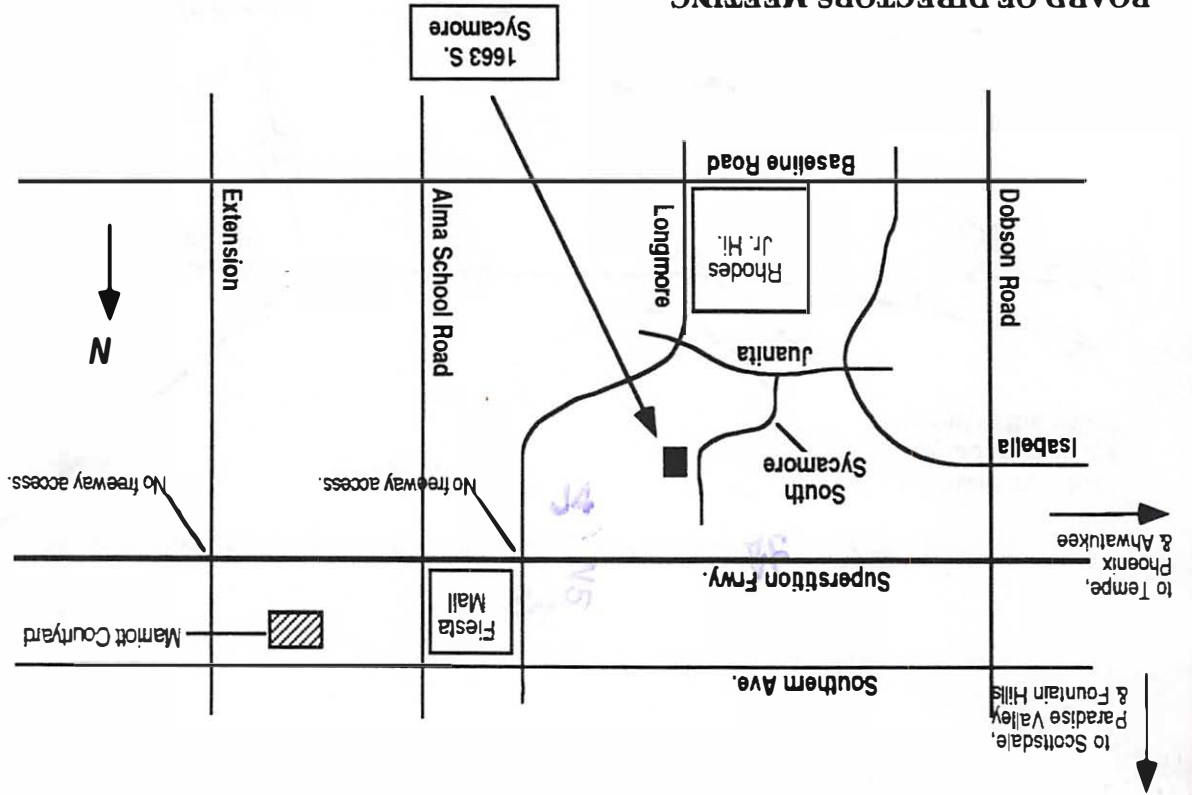 to Scottsdale,
Paradise Valley
& Fountain Hills
Southern Ave.
Fiesta
Mall
Marriott Courtyard
to Tempe,
Phoenix
& Ahwatukee
Superstition Frwy.
No freeway access.
No freeway access.
Isabella
South
Sycamore
Juanita
N
Dobson Road
Rhodes
Jr. Hi.
Longmore
Alma School Road
Extension
Baseline Road
1663 S.
Sycamore
BOARD OF DIRECTORS MEETING